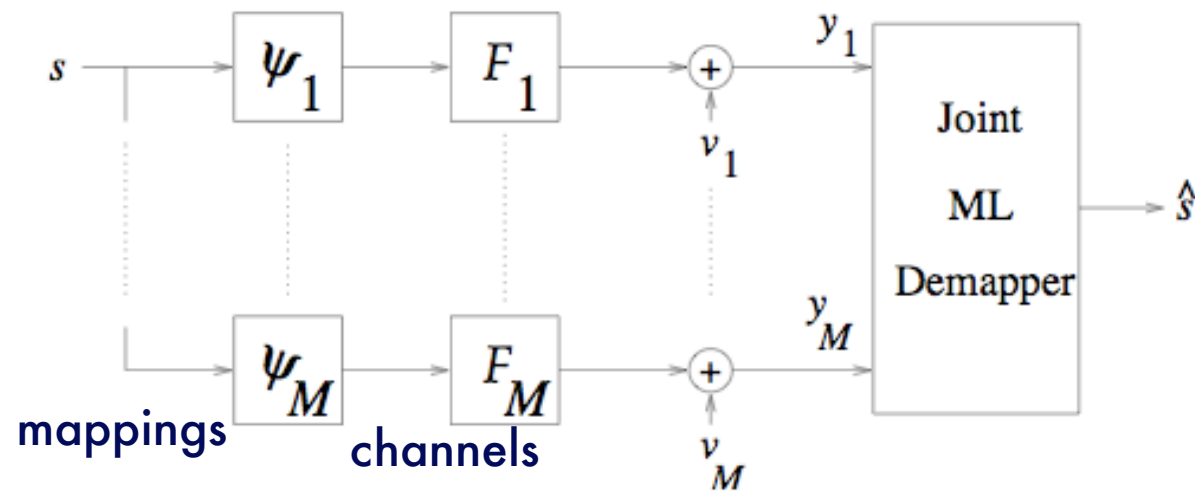 s ψ1 F1 + y1
v1
Joint
ML
Demapper
ŝ
ψM FM + yM
vM
mappings channels